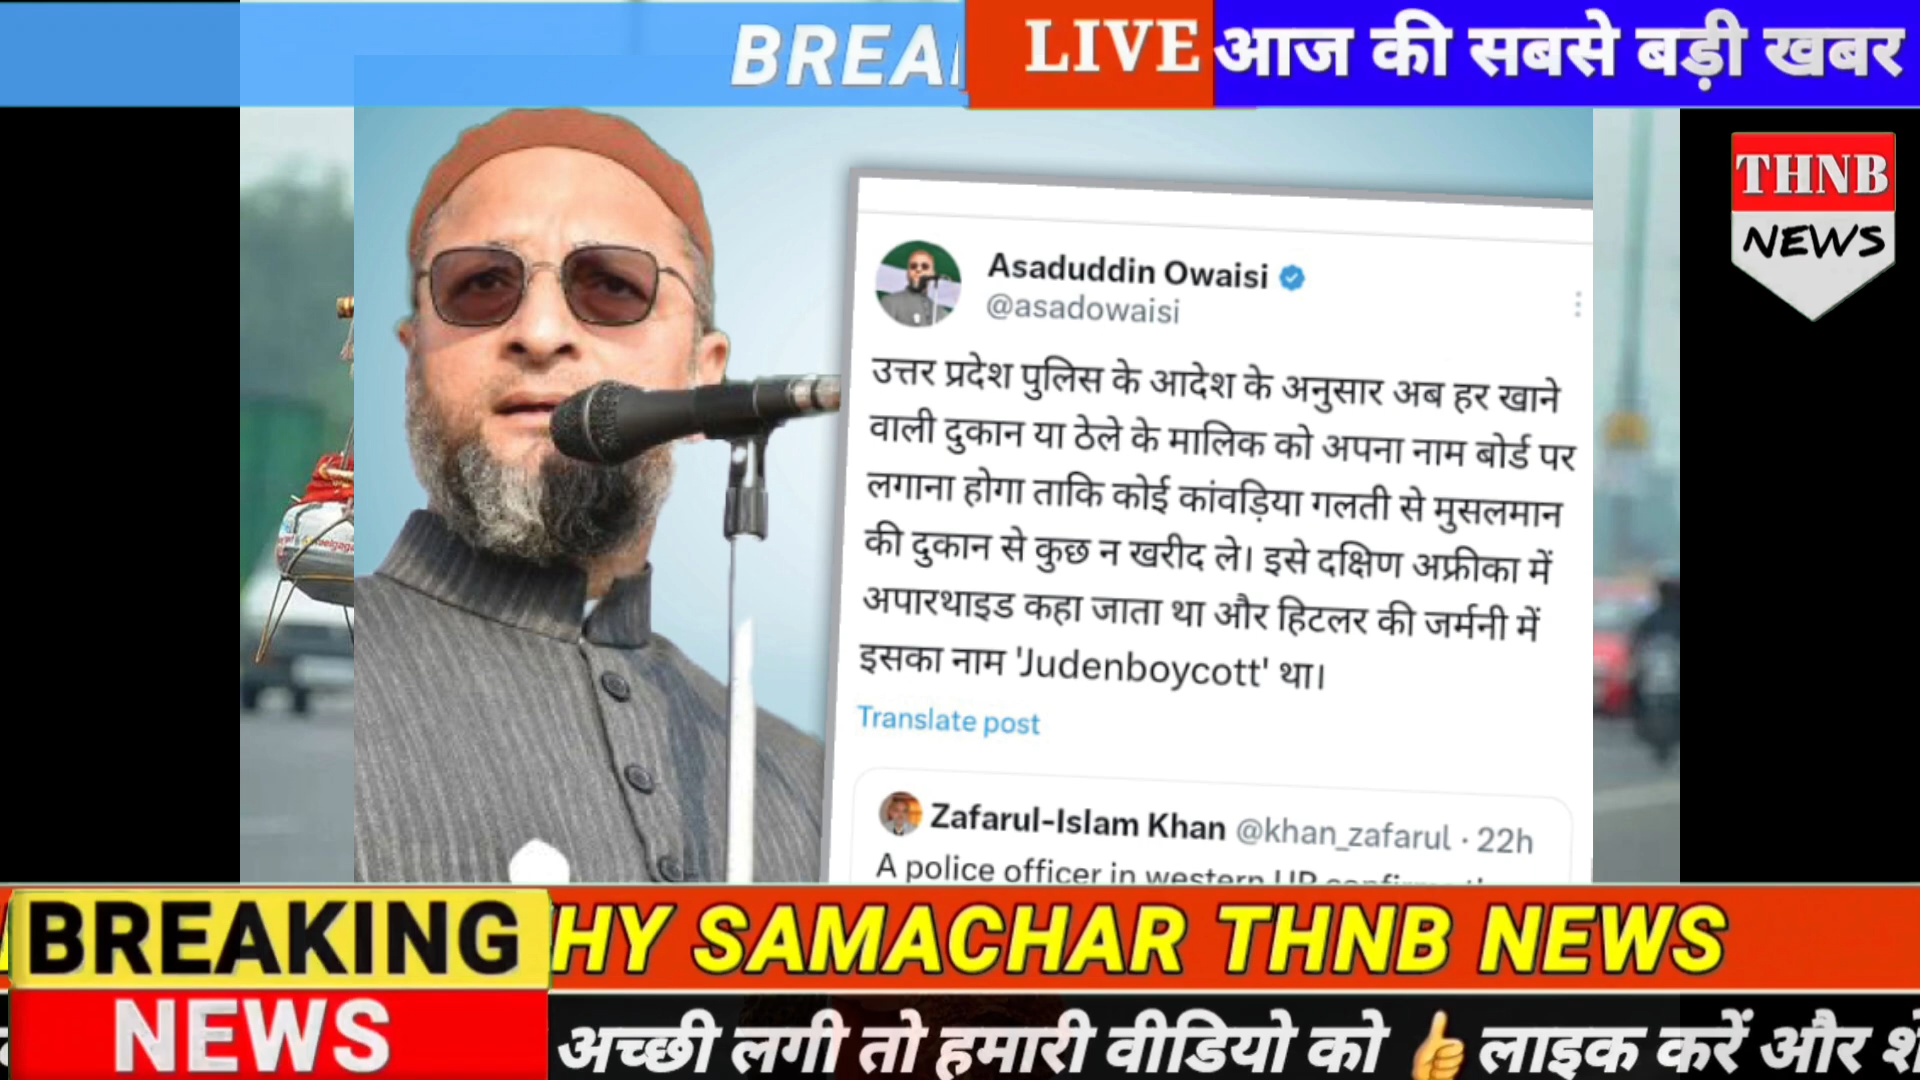 BREA
LIVE
आज की सबसे बड़ी खबर
THNB
NEWS
Asaduddin Owaisi
@asadowaisi
उत्तर प्रदेश पुलिस के आदेश के अनुसार अब हर खाने
वाली दुकान या ठेले के मालिक को अपना नाम बोर्ड पर
लगाना होगा ताकि कोई कांवड़िया गलती से मुसलमान
की दुकान से कुछ न खरीद ले। इसे दक्षिण अफ्रीका में
अपारथाइड कहा जाता था और हिटलर की जर्मनी में
इसका नाम 'Judenboycott' था।
Translate post
Zafarul-Islam Khan @khan_zafarul · 22h
A police officer in western UP
BREAKING
NEWS
HY SAMACHAR THNB NEWS
अच्छी लगी तो हमारी वीडियो को 👍 लाइक करें और